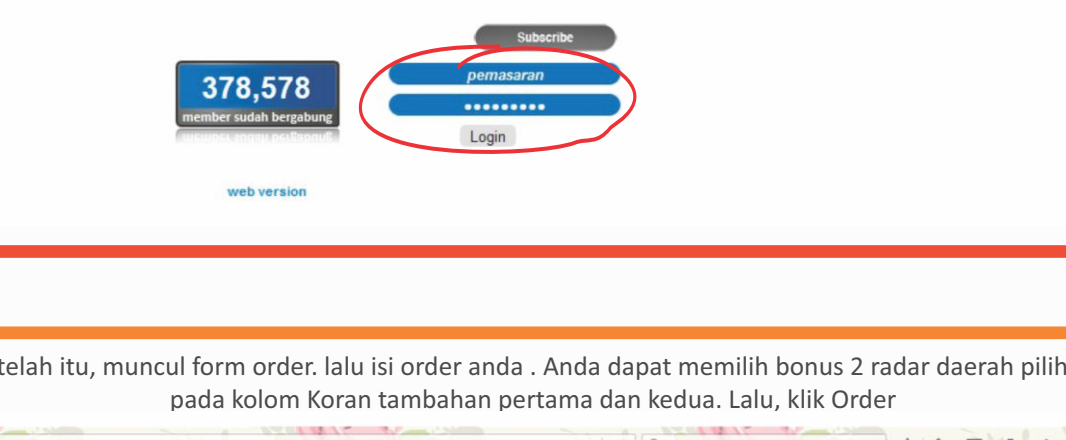 Subscribe
378,578
pemasaran
member sudah bergabung
Login
web version
telah itu, muncul form order. lalu isi order anda . Anda dapat memilih bonus 2 radar daerah pilih
pada kolom Koran tambahan pertama dan kedua. Lalu, klik Order